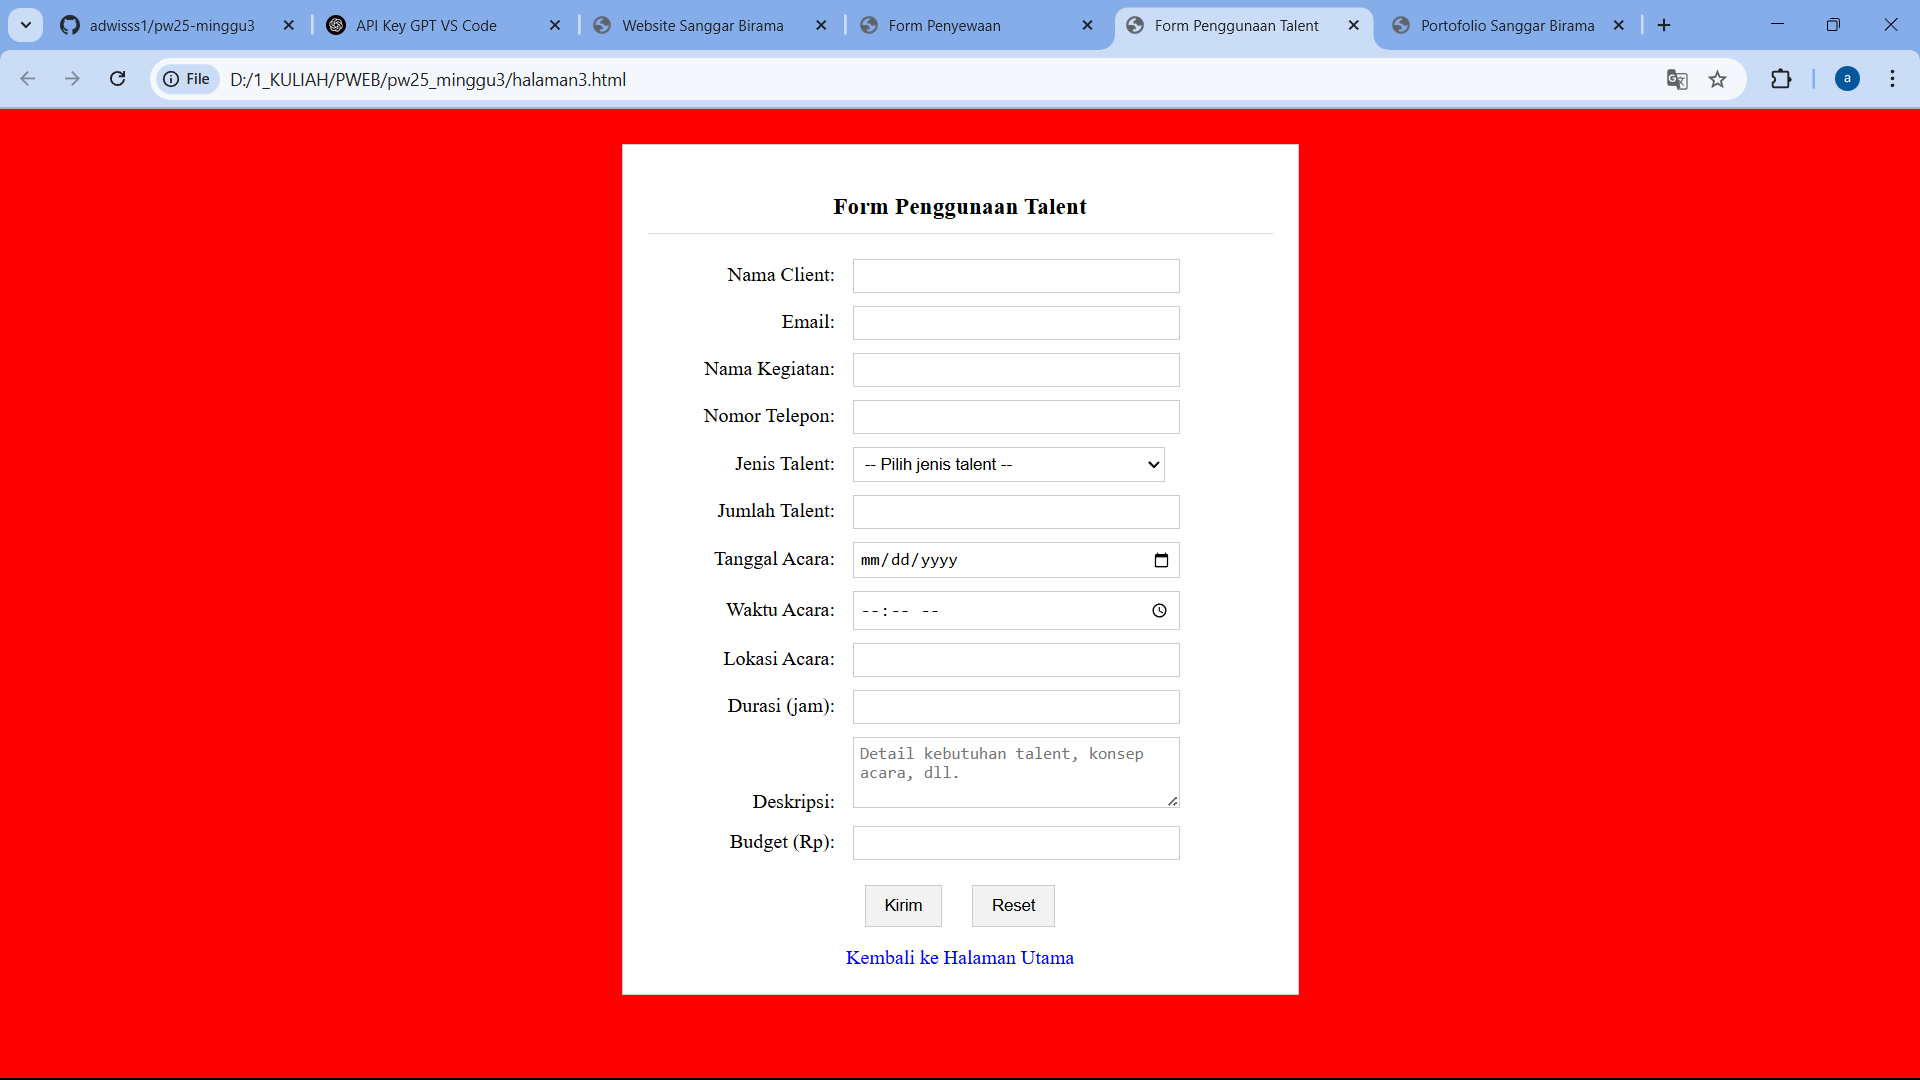 adwisss1/pw25-minggu3
API Key GPT VS Code
Website Sanggar Birama
Form Penyewaan
Form Penggunaan Talent
Portofolio Sanggar Birama
File
D:/1_KULIAH/PWEB/pw25_minggu3/halaman3.html
a
Form Penggunaan Talent
Nama Client:
Email:
Nama Kegiatan:
Nomor Telepon:
Jenis Talent: -- Pilih jenis talent --
Jumlah Talent:
Tanggal Acara: mm/dd/yyyy
Waktu Acara: --:-- --
Lokasi Acara:
Durasi (jam):
Detail kebutuhan talent, konsep
acara, dll.
Deskripsi:
Budget (Rp):
Kirim Reset
Kembali ke Halaman Utama